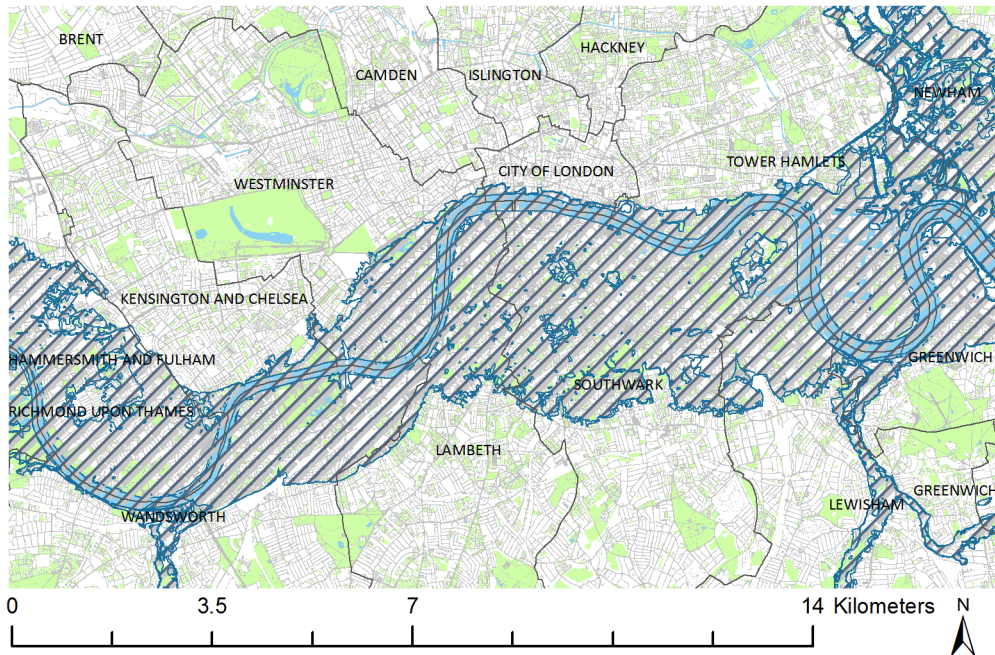 BRENT
HACKNEY
CAMDEN
ISLINGTON
NEWHAM
TOWER HAMLETS
CITY OF LONDON
WESTMINSTER
KENSINGTON AND CHELSEA
HAMMERSMITH AND FULHAM
GREENWICH
SOUTHWARK
RICHMOND UPON THAMES
LAMBETH
GREENWICH
LEWISHAM
WANDSWORTH
0 3.5 7 14 Kilometers N